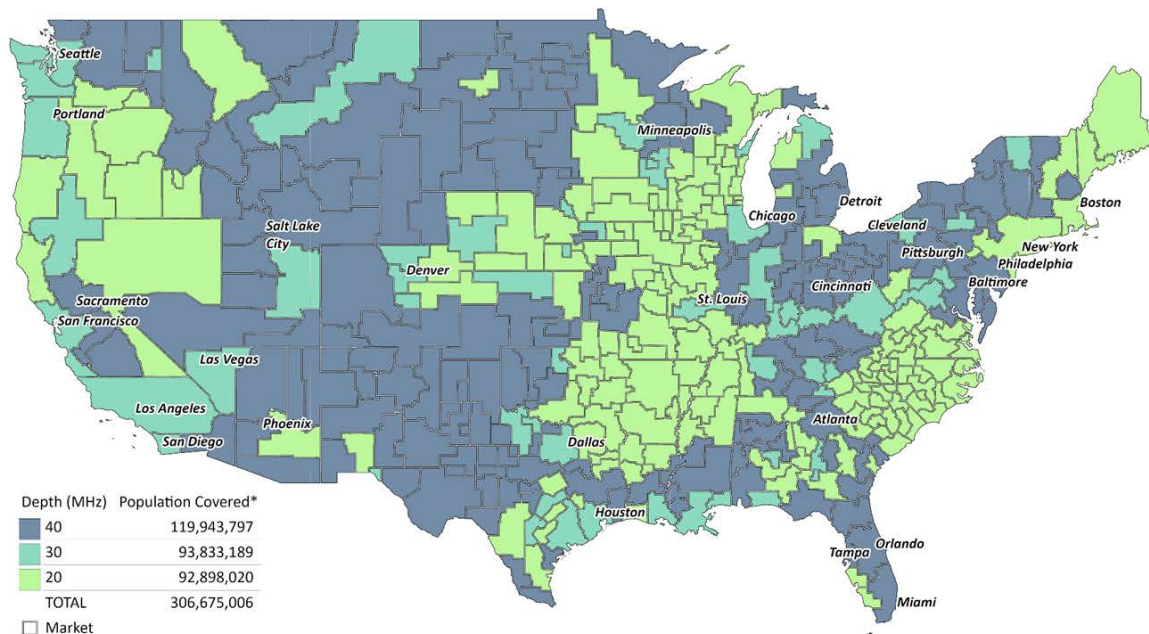 Seattle
Portland
Minneapolis
Boston
Detroit
Chicago
Cleveland
Salt Lake
City
New York
Pittsburgh
Philadelphia
Denver
Baltimore
Cincinnati
Sacramento
St. Louis
San Francisco
Las Vegas
Los Angeles
Phoenix
Atlanta
San Diego
Dallas
Houston
Orlando
Tampa
Miami
Depth (MHz) Population Covered*
40 119,943,797
30 93,833,189
20 92,898,020
TOTAL 306,675,006
Market